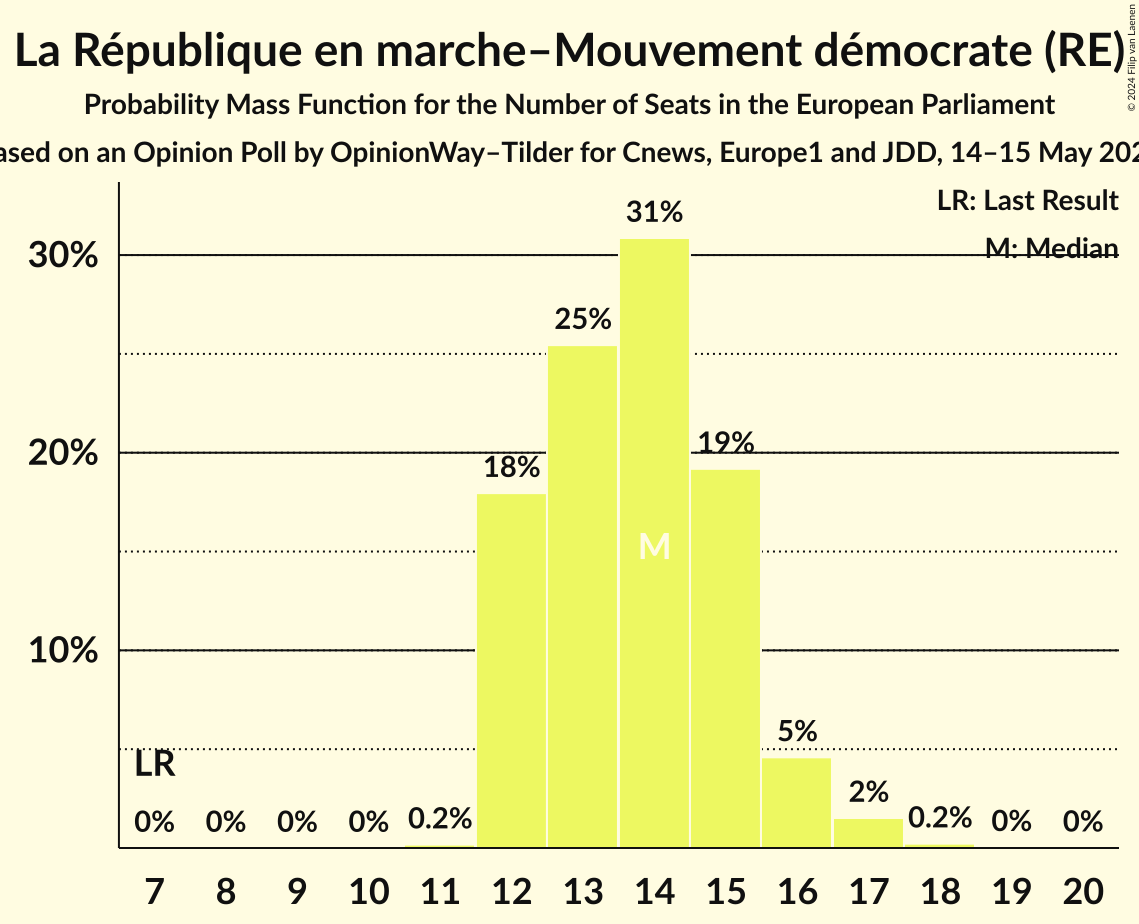 La République en marche–Mouvement démocrate (RE)
© 2024 Filip van Laenen
Probability Mass Function for the Number of Seats in the European Parliament
on an Opinion Poll by OpinionWay–Tilder for Cnews, Europe1 and JDD, 14–15 May
LR: Last Result
M: Median
31%
30%
25%
20%
19%
18%
M
10%
5%
LR
2%
0% 0% 0% 0% 0.2% 0.2% 0% 0%
7 8 9 10 11 12 13 14 15 16 17 18 19 20